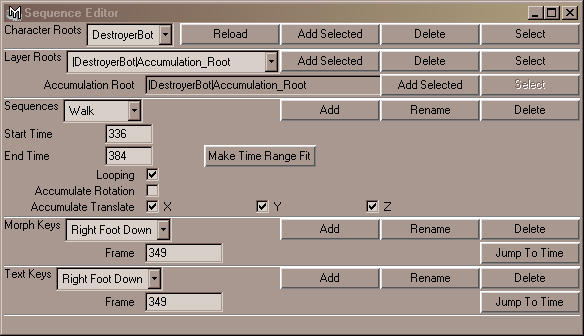 Sequence Editor
Character Roots DestroyerBot Reload Add Selected Delete Select
Layer Roots |DestroyerBot|Accumulation_Root Add Selected Delete Select
Accumulation Root |DestroyerBot|Accumulation_Root Add Selected Select
Sequences Walk Add Rename Delete
Start Time 336
End Time 384 Make Time Range Fit
Looping
Accumulate Rotation
Accumulate Translate X Y Z
Morph Keys Right Foot Down Add Rename Delete
Frame 349 Jump To Time
Text Keys Right Foot Down Add Rename Delete
Frame 349 Jump To Time